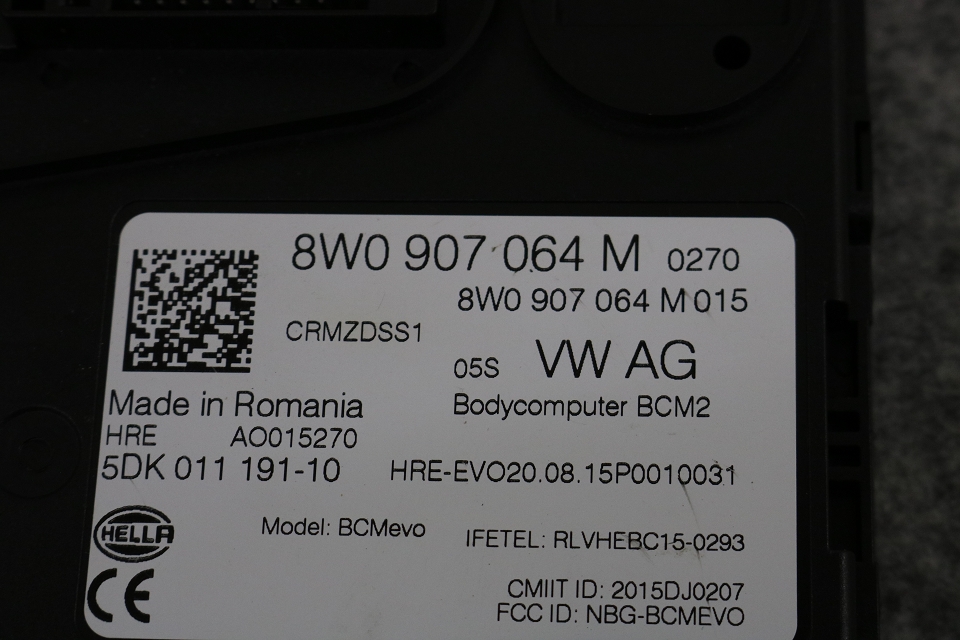 8W0 907 064 M 0270
8W0 907 064 M 015
CRMZDSS1
05S VW AG
Made in Romania
Bodycomputer BCM2
HRE AO015270
5DK 011 191-10
HRE-EVO20.08.15P0010031
HELLA
Model: BCMevo
IFETEL: RLVHEBC15-0293
CE
CMIIT ID: 2015DJ0207
FCC ID: NBG-BCMEVO